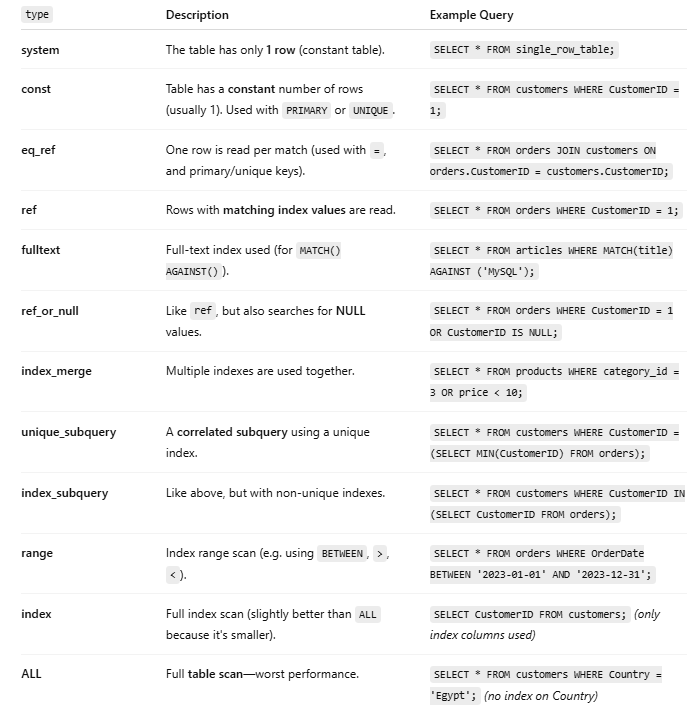 type Description Example Query
system The table has only 1 row (constant table). SELECT * FROM single_row_table;
const Table has a constant number of rows SELECT * FROM customers WHERE CustomerID =
(usually 1). Used with PRIMARY or UNIQUE . 1;
eq_ref One row is read per match (used with = , SELECT * FROM orders JOIN customers ON
and primary/unique keys). orders.CustomerID = customers.CustomerID;
ref Rows with matching index values are read. SELECT * FROM orders WHERE CustomerID = 1;
fulltext Full-text index used (for MATCH() SELECT * FROM articles WHERE MATCH(title)
AGAINST() ). AGAINST ('MySQL');
ref_or_null Like ref , but also searches for NULL SELECT * FROM orders WHERE CustomerID = 1
values. OR CustomerID IS NULL;
index_merge Multiple indexes are used together. SELECT * FROM products WHERE category_id =
3 OR price < 10;
unique_subquery A correlated subquery using a unique SELECT * FROM customers WHERE CustomerID =
index. (SELECT MIN(CustomerID) FROM orders);
index_subquery Like above, but with non-unique indexes. SELECT * FROM customers WHERE CustomerID IN
(SELECT CustomerID FROM orders);
range Index range scan (e.g. using BETWEEN , > , SELECT * FROM orders WHERE OrderDate
< ). BETWEEN '2023-01-01' AND '2023-12-31';
index Full index scan (slightly better than ALL SELECT CustomerID FROM customers; (only
because it's smaller). index columns used)
ALL Full table scan—worst performance. SELECT * FROM customers WHERE Country =
'Egypt'; (no index on Country)